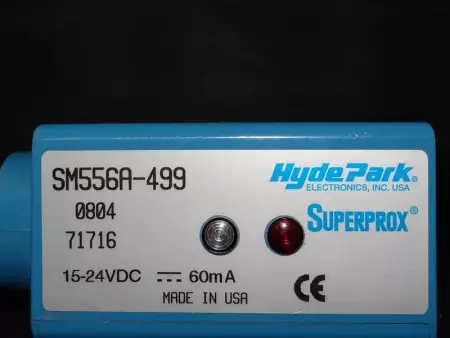 SM556A-499
0804
71716
15-24VDC ⎓ 60mA
MADE IN USA
HydePark®
ELECTRONICS, INC. USA
SUPERPROX®
CE